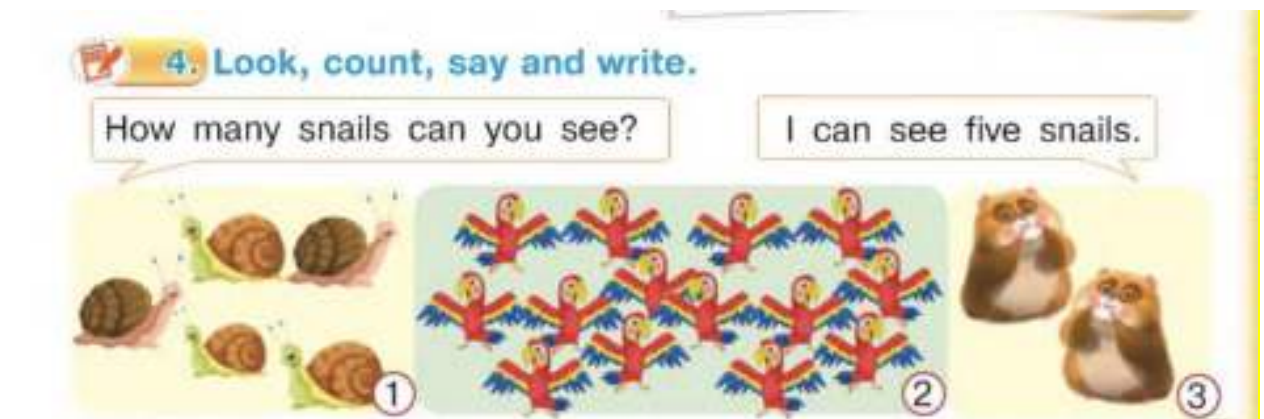 4. Look, count, say and write.
How many snails can you see?
I can see five snails.
1
2
3